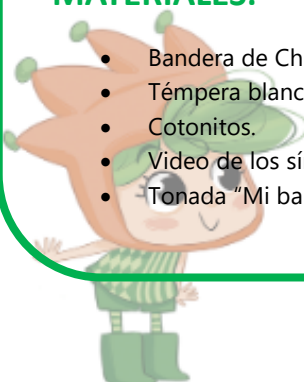 MATERIALES:
• Bandera de Ch
• Témpera blanc
• Cotonitos.
• Video de los sí
• Tonada "Mi ba